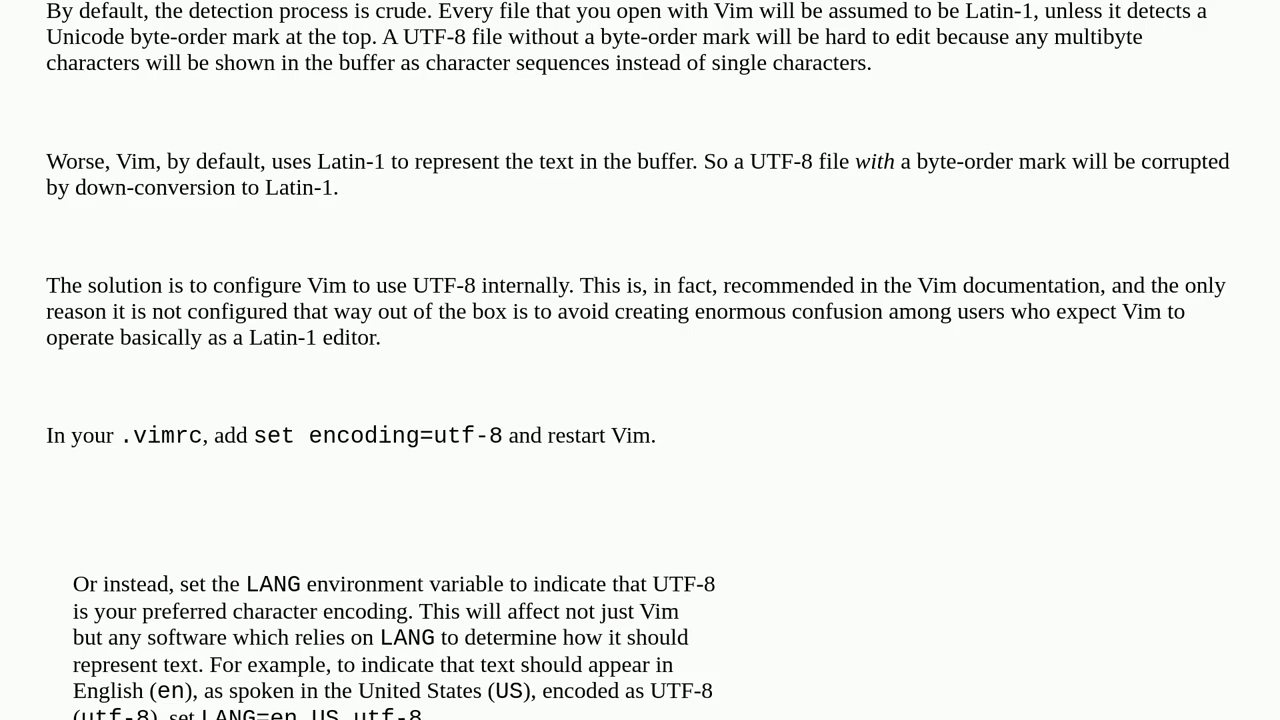 By default, the detection process is crude. Every file that you open with Vim will be assumed to be Latin-1, unless it detects a
Unicode byte-order mark at the top. A UTF-8 file without a byte-order mark will be hard to edit because any multibyte
characters will be shown in the buffer as character sequences instead of single characters.
Worse, Vim, by default, uses Latin-1 to represent the text in the buffer. So a UTF-8 file with a byte-order mark will be corrupted
by down-conversion to Latin-1.
The solution is to configure Vim to use UTF-8 internally. This is, in fact, recommended in the Vim documentation, and the only
reason it is not configured that way out of the box is to avoid creating enormous confusion among users who expect Vim to
operate basically as a Latin-1 editor.
In your .vimrc, add set encoding=utf-8 and restart Vim.
Or instead, set the LANG environment variable to indicate that UTF-8
is your preferred character encoding. This will affect not just Vim
but any software which relies on LANG to determine how it should
represent text. For example, to indicate that text should appear in
English (en), as spoken in the United States (US), encoded as UTF-8
(utf-8), set LANG=en_US.utf-8.